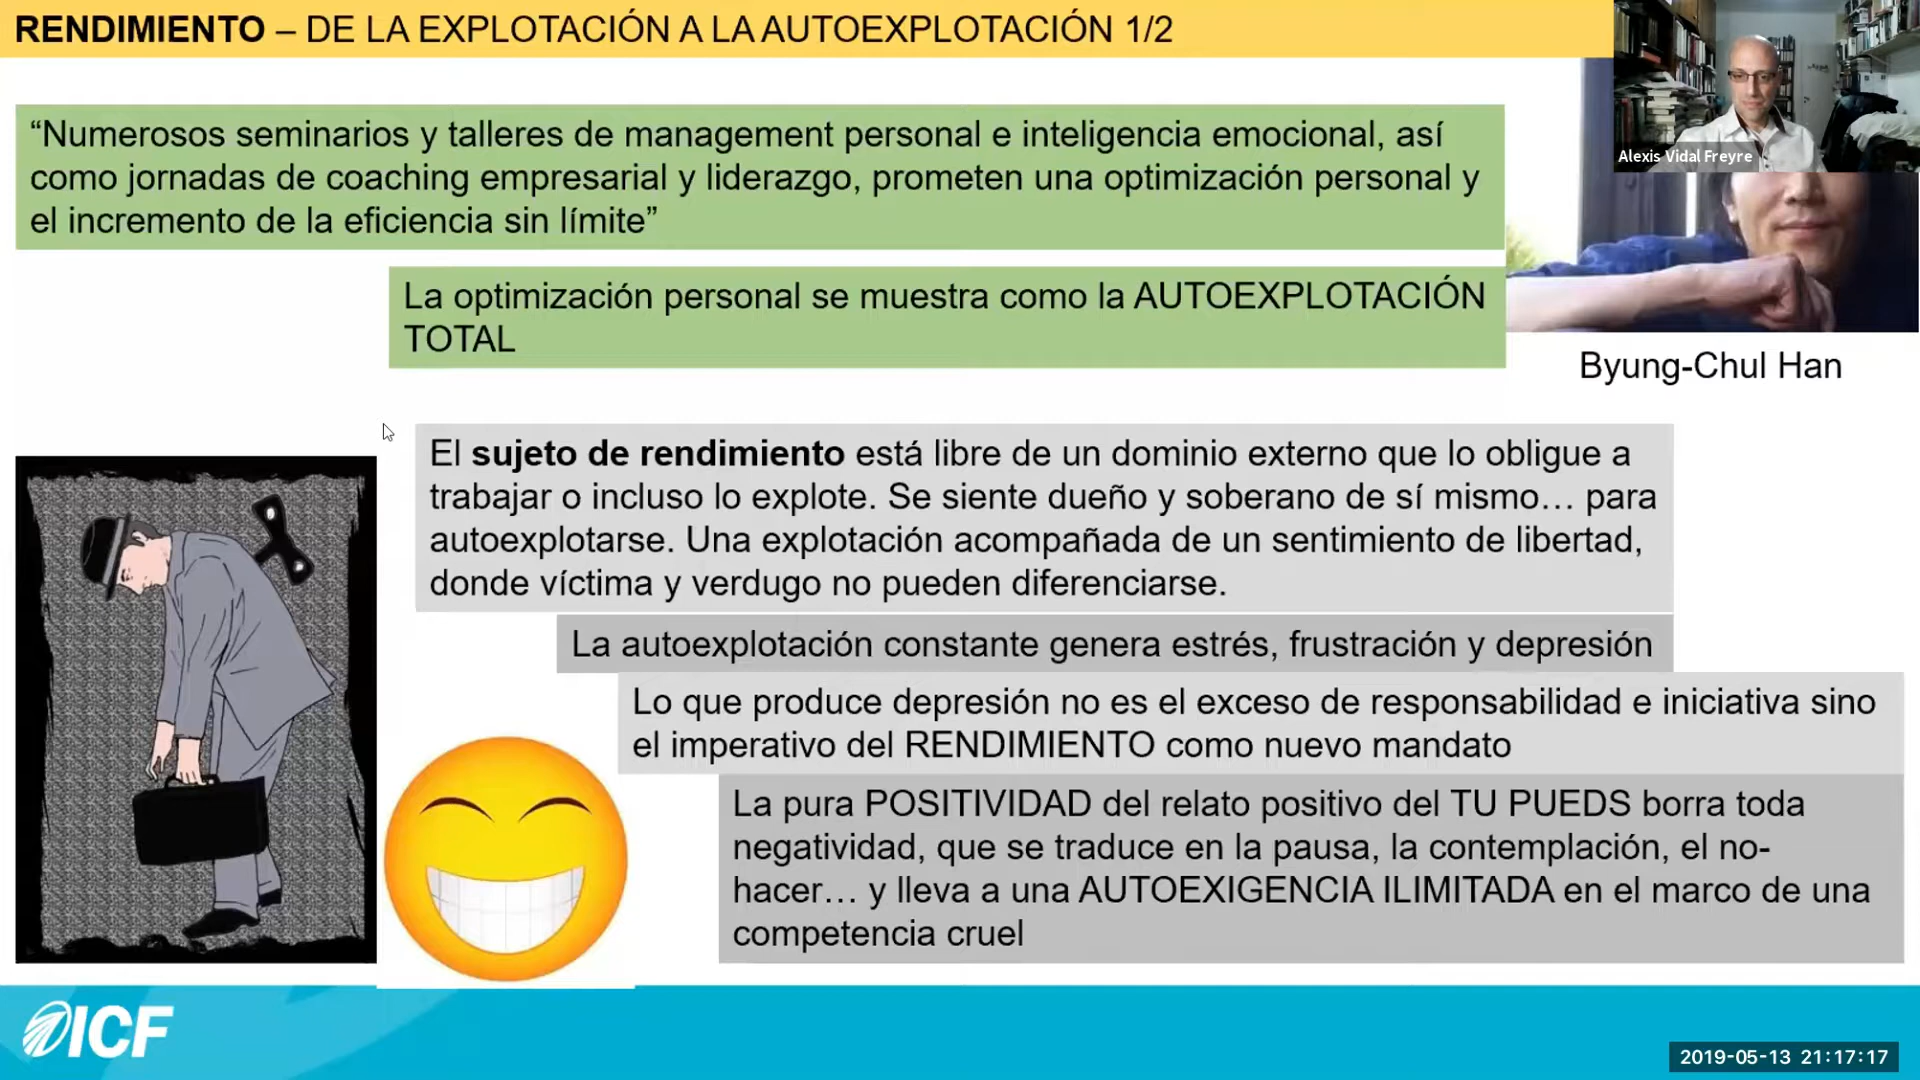 RENDIMIENTO – DE LA EXPLOTACIÓN A LA AUTOEXPLOTACIÓN 1/2
Alexis Vidal Freyre
“Numerosos seminarios y talleres de management personal e inteligencia emocional, así
como jornadas de coaching empresarial y liderazgo, prometen una optimización personal y
el incremento de la eficiencia sin límite”
La optimización personal se muestra como la AUTOEXPLOTACIÓN
TOTAL
Byung-Chul Han
El sujeto de rendimiento está libre de un dominio externo que lo obligue a
trabajar o incluso lo explote. Se siente dueño y soberano de sí mismo… para
autoexplotarse. Una explotación acompañada de un sentimiento de libertad,
donde víctima y verdugo no pueden diferenciarse.
La autoexplotación constante genera estrés, frustración y depresión
Lo que produce depresión no es el exceso de responsabilidad e iniciativa sino
el imperativo del RENDIMIENTO como nuevo mandato
La pura POSITIVIDAD del relato positivo del TU PUEDS borra toda
negatividad, que se traduce en la pausa, la contemplación, el no-
hacer… y lleva a una AUTOEXIGENCIA ILIMITADA en el marco de una
competencia cruel
ICF
2019-05-13 21:17:17